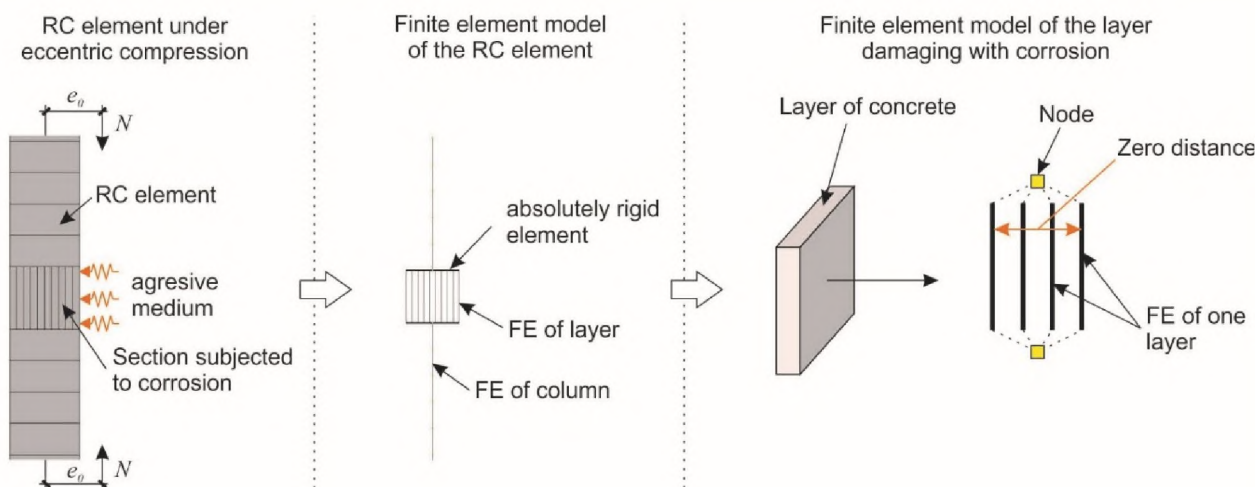 RC element under
eccentric compression
e₀
N
RC element
agresive
medium
Section subjected
to corrosion
e₀
N
Finite element model
of the RC element
absolutely rigid
element
FE of layer
FE of column
Finite element model of the layer
damaging with corrosion
Layer of concrete
Node
Zero distance
FE of one
layer